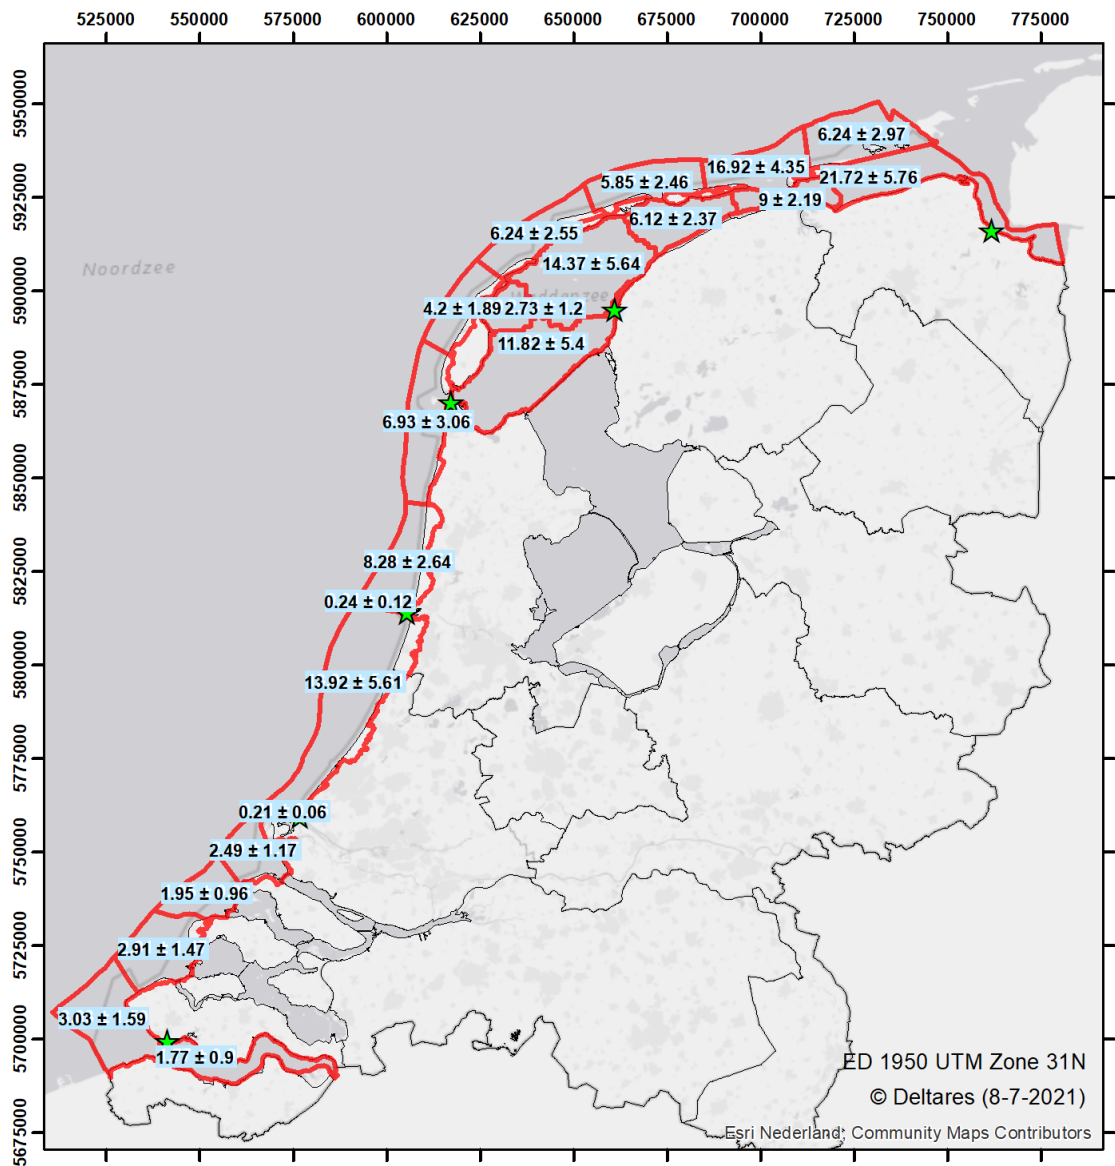 525000 550000 575000 600000 625000 650000 675000 700000 725000 750000 775000
5950000
6.24 ± 2.97
16.92 ± 4.35
21.72 ± 5.76
5.85 ± 2.46
9 ± 2.19
5925000
6.12 ± 2.37
6.24 ± 2.55
14.37 ± 5.64
Noordzee
Waddenzee
5900000
4.2 ± 1.89 2.73 ± 1.2
11.82 ± 5.4
5875000
6.93 ± 3.06
5850000
8.28 ± 2.64
5825000
0.24 ± 0.12
5800000
13.92 ± 5.61
5775000
0.21 ± 0.06
5750000
2.49 ± 1.17
1.95 ± 0.96
5725000
2.91 ± 1.47
3.03 ± 1.59
5700000
1.77 ± 0.9
ED 1950 UTM Zone 31N
© Deltares (8-7-2021)
5675000
Esri Nederland; Community Maps Contributors